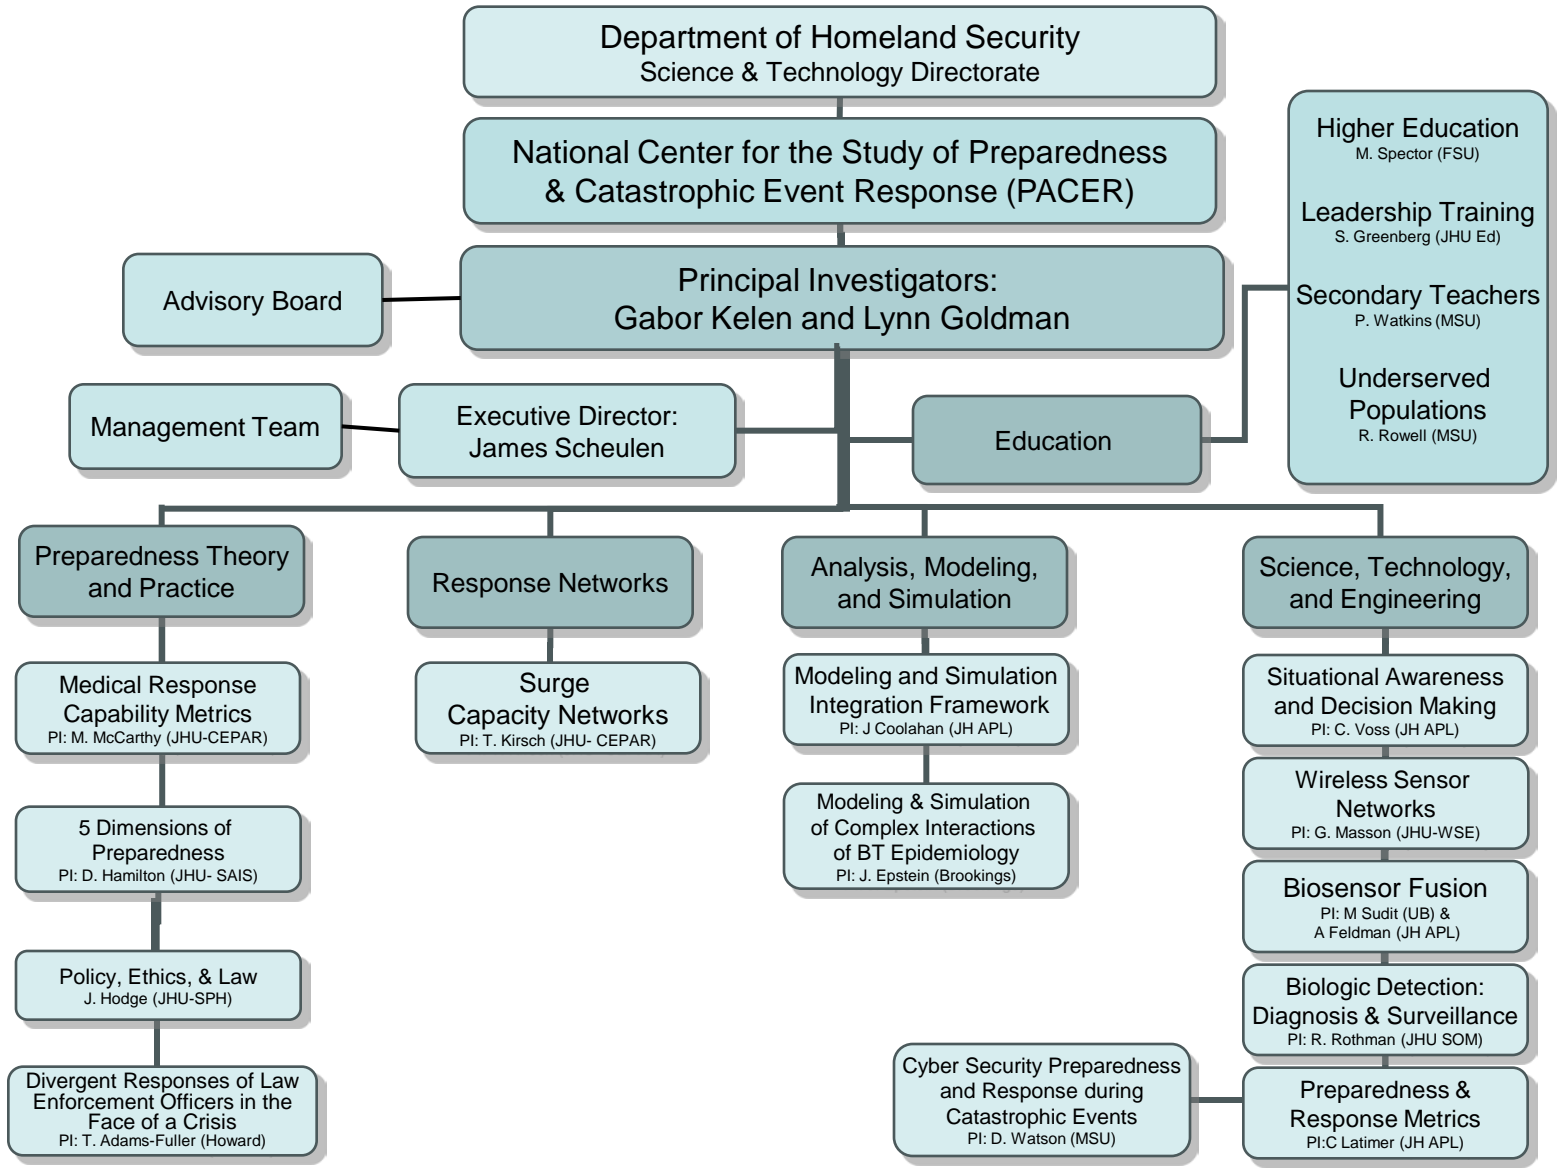 Department of Homeland Security
Science & Technology Directorate
National Center for the Study of Preparedness
& Catastrophic Event Response (PACER)
Principal Investigators:
Gabor Kelen and Lynn Goldman
Advisory Board
Higher Education
M. Spector (FSU)
Leadership Training
S. Greenberg (JHU Ed)
Secondary Teachers
P. Watkins (MSU)
Underserved
Populations
R. Rowell (MSU)
Management Team
Executive Director:
James Scheulen
Education
Preparedness Theory
and Practice
Medical Response
Capability Metrics
PI: M. McCarthy (JHU-CEPAR)
5 Dimensions of
Preparedness
PI: D. Hamilton (JHU- SAIS)
Policy, Ethics, & Law
J. Hodge (JHU-SPH)
Divergent Responses of Law
Enforcement Officers in the
Face of a Crisis
PI: T. Adams-Fuller (Howard)
Response Networks
Surge
Capacity Networks
PI: T. Kirsch (JHU- CEPAR)
Analysis, Modeling,
and Simulation
Modeling and Simulation
Integration Framework
PI: J Coolahan (JH APL)
Modeling & Simulation
of Complex Interactions
of BT Epidemiology
PI: J. Epstein (Brookings)
Science, Technology,
and Engineering
Situational Awareness
and Decision Making
PI: C. Voss (JH APL)
Wireless Sensor
Networks
PI: G. Masson (JHU-WSE)
Biosensor Fusion
PI: M Sudit (UB) &
A Feldman (JH APL)
Biologic Detection:
Diagnosis & Surveillance
PI: R. Rothman (JHU SOM)
Preparedness &
Response Metrics
PI:C Latimer (JH APL)
Cyber Security Preparedness
and Response during
Catastrophic Events
PI: D. Watson (MSU)